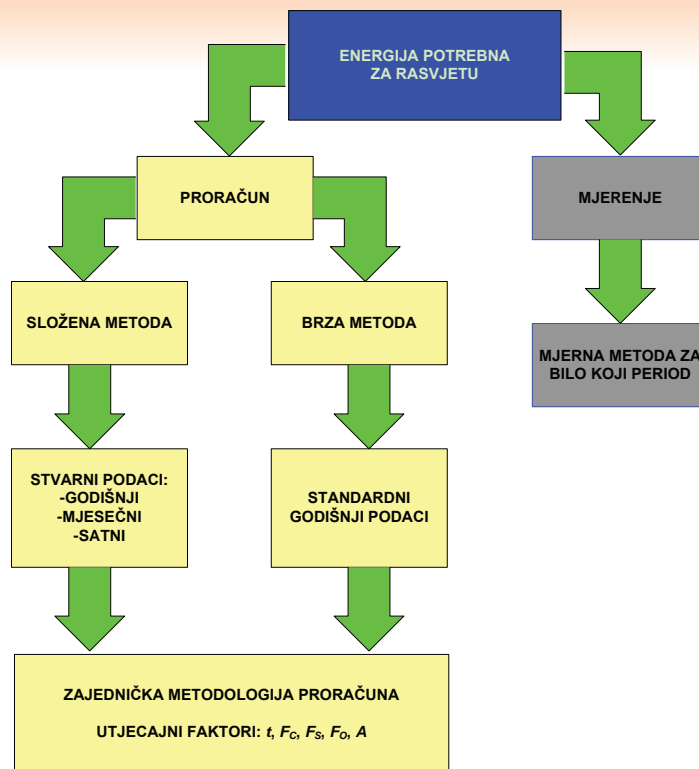 ENERGIJA POTREBNA
ZA RASVJETU
PRORAČUN
MJERENJE
SLOŽENA METODA
BRZA METODA
MJERNA METODA ZA
BILO KOJI PERIOD
STVARNI PODACI:
-GODIŠNJI
-MJESEČNI
-SATNI
STANDARDNI
GODIŠNJI PODACI
ZAJEDNIČKA METODOLOGIJA PRORAČUNA
UTJECAJNI FAKTORI: t, FC, FS, FO, A